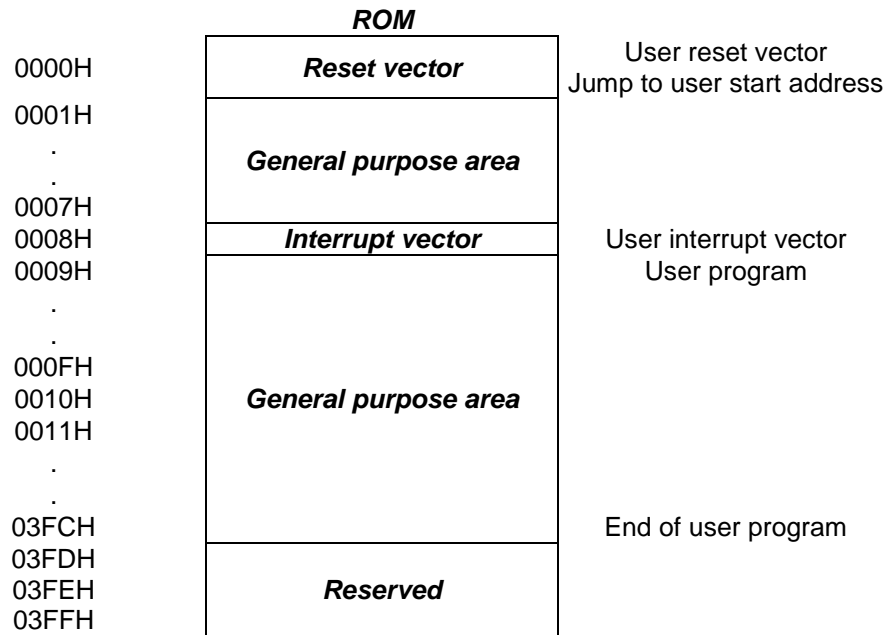 ROM
0000H Reset vector User reset vector
Jump to user start address
0001H
.
General purpose area
.
0007H
0008H Interrupt vector User interrupt vector
0009H User program
.
.
000FH
0010H General purpose area
0011H
.
.
03FCH End of user program
03FDH
03FEH Reserved
03FFH